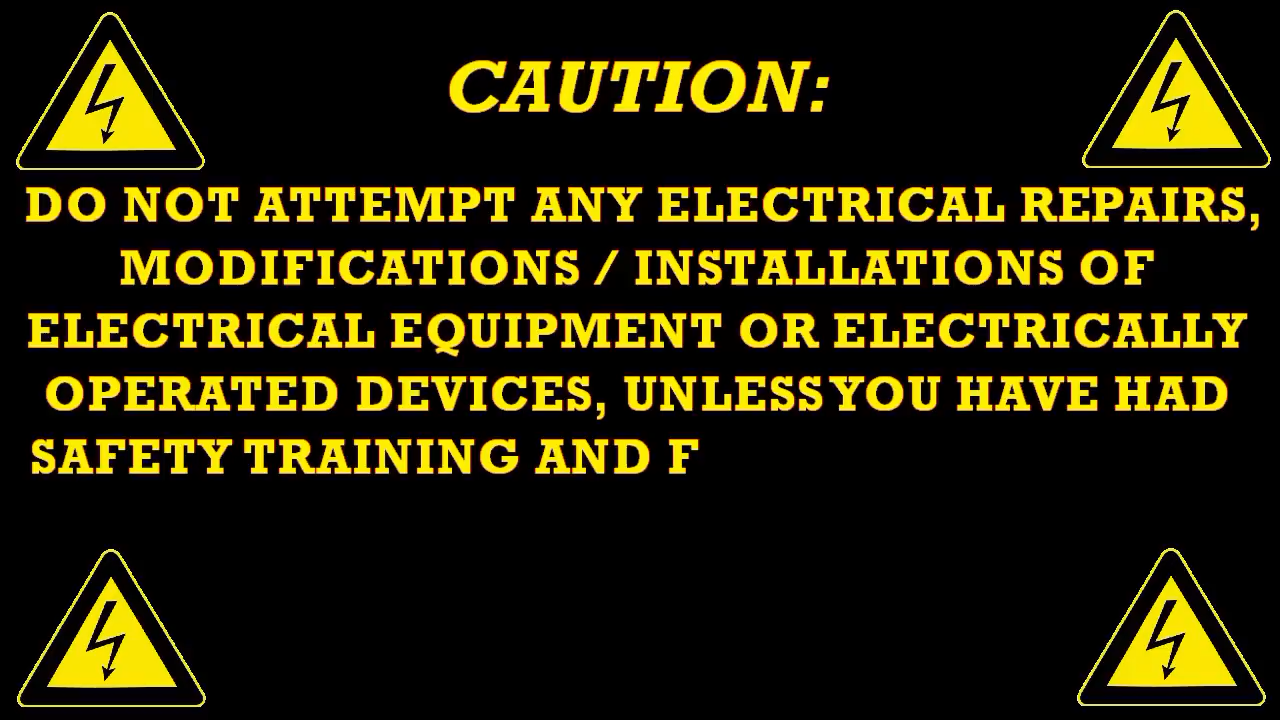 CAUTION:
DO NOT ATTEMPT ANY ELECTRICAL REPAIRS,
MODIFICATIONS / INSTALLATIONS OF
ELECTRICAL EQUIPMENT OR ELECTRICALLY
OPERATED DEVICES, UNLESS YOU HAVE HAD
SAFETY TRAINING AND F